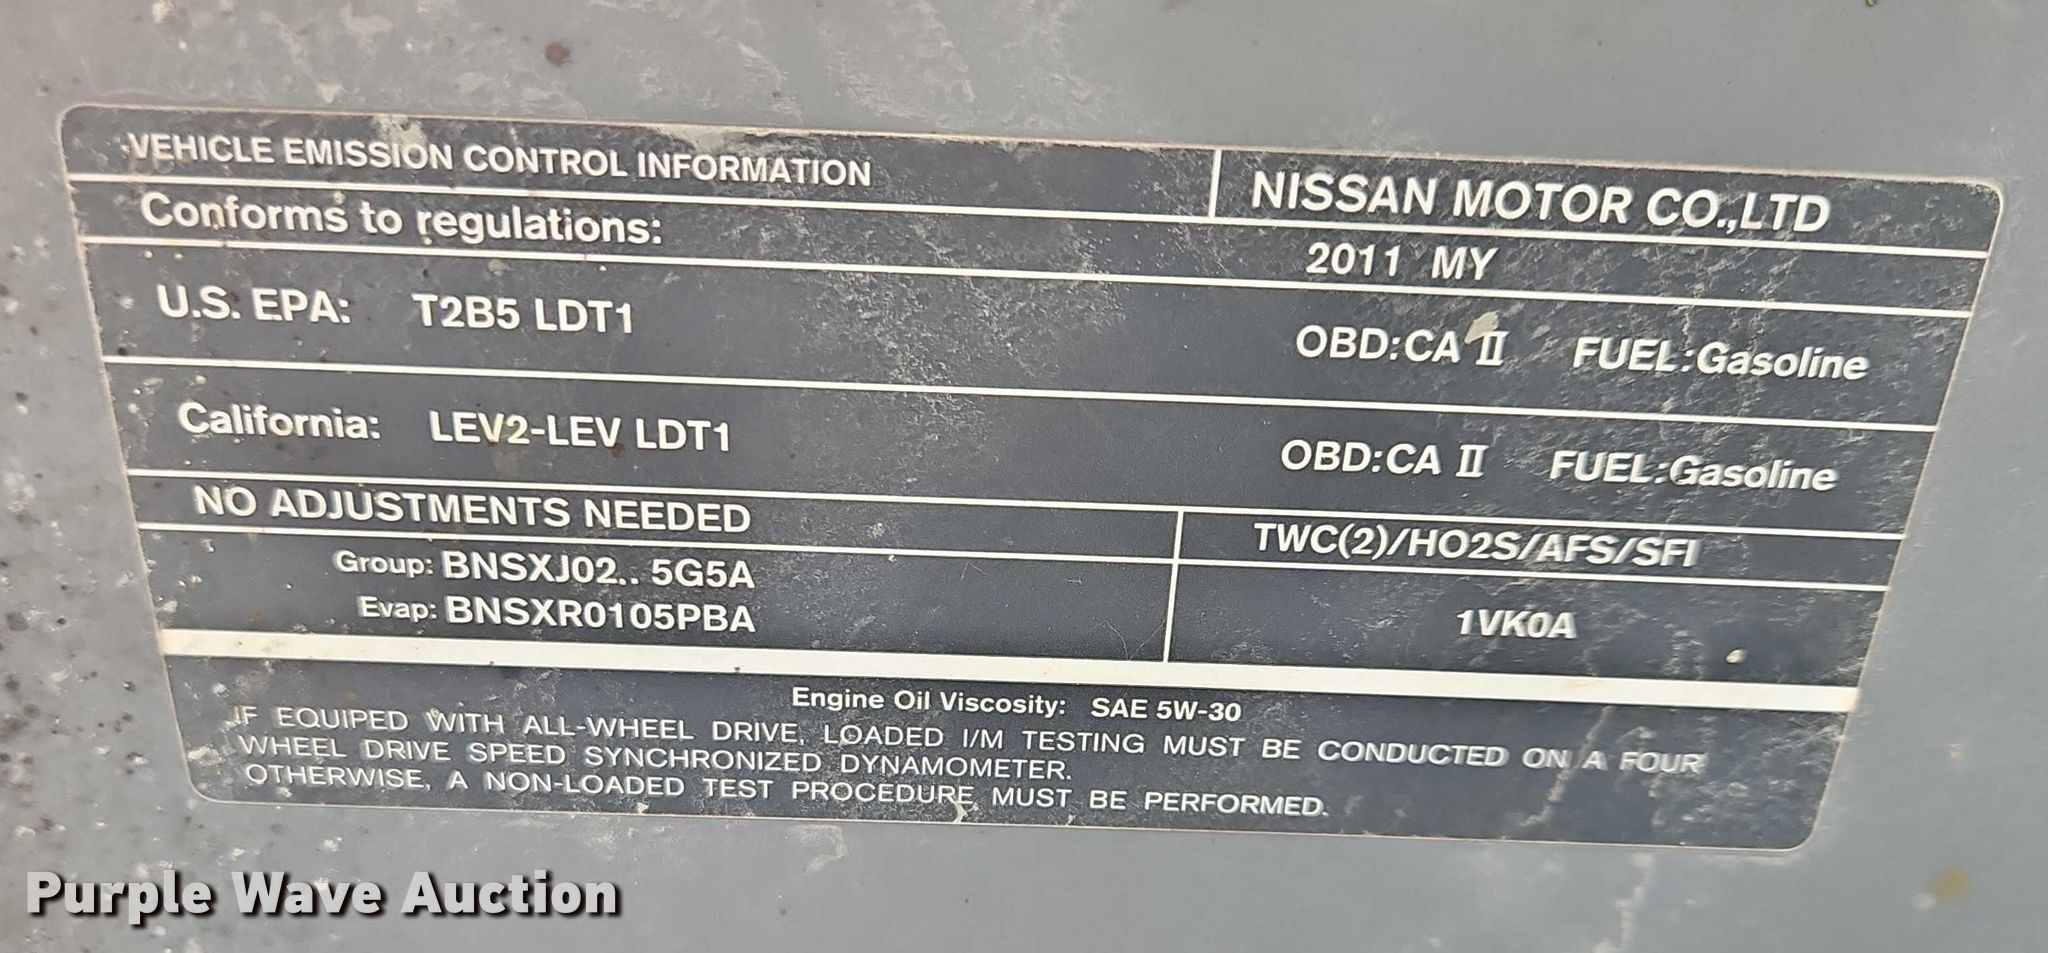 VEHICLE EMISSION CONTROL INFORMATION
NISSAN MOTOR CO.,LTD
Conforms to regulations:
2011 MY
U.S. EPA: T2B5 LDT1 OBD:CA II FUEL:Gasoline
California: LEV2-LEV LDT1 OBD:CA II FUEL:Gasoline
NO ADJUSTMENTS NEEDED
TWC(2)/HO2S/AFS/SFI
Group: BNSXJ02.. 5G5A
Evap: BNSXR0105PBA
1VK0A
Engine Oil Viscosity: SAE 5W-30
IF EQUIPED WITH ALL-WHEEL DRIVE, LOADED I/M TESTING MUST BE CONDUCTED ON A FOUR
WHEEL DRIVE SPEED SYNCHRONIZED DYNAMOMETER.
OTHERWISE, A NON-LOADED TEST PROCEDURE MUST BE PERFORMED.
Purple Wave Auction